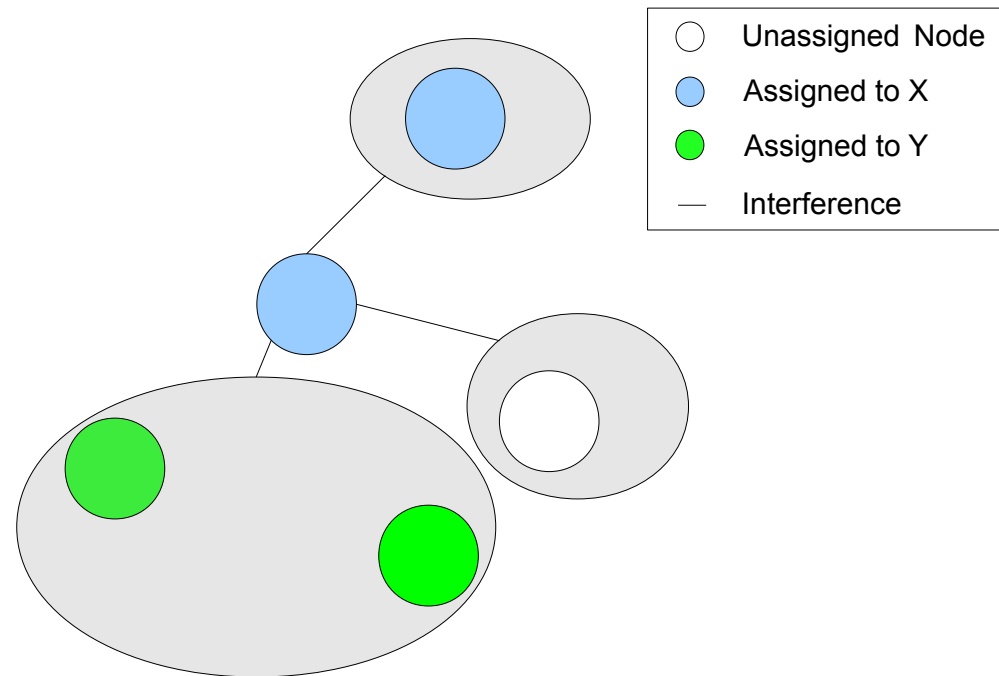 Unassigned Node
Assigned to X
Assigned to Y
Interference